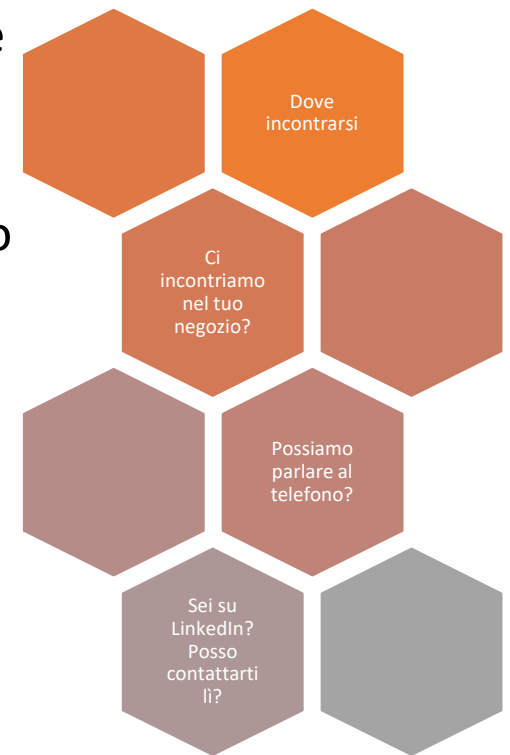 e
Dove
incontrarsi
o
Ci
incontriamo
nel tuo
negozio?
Possiamo
parlare al
telefono?
Sei su
LinkedIn?
Posso
contattarti
lì?